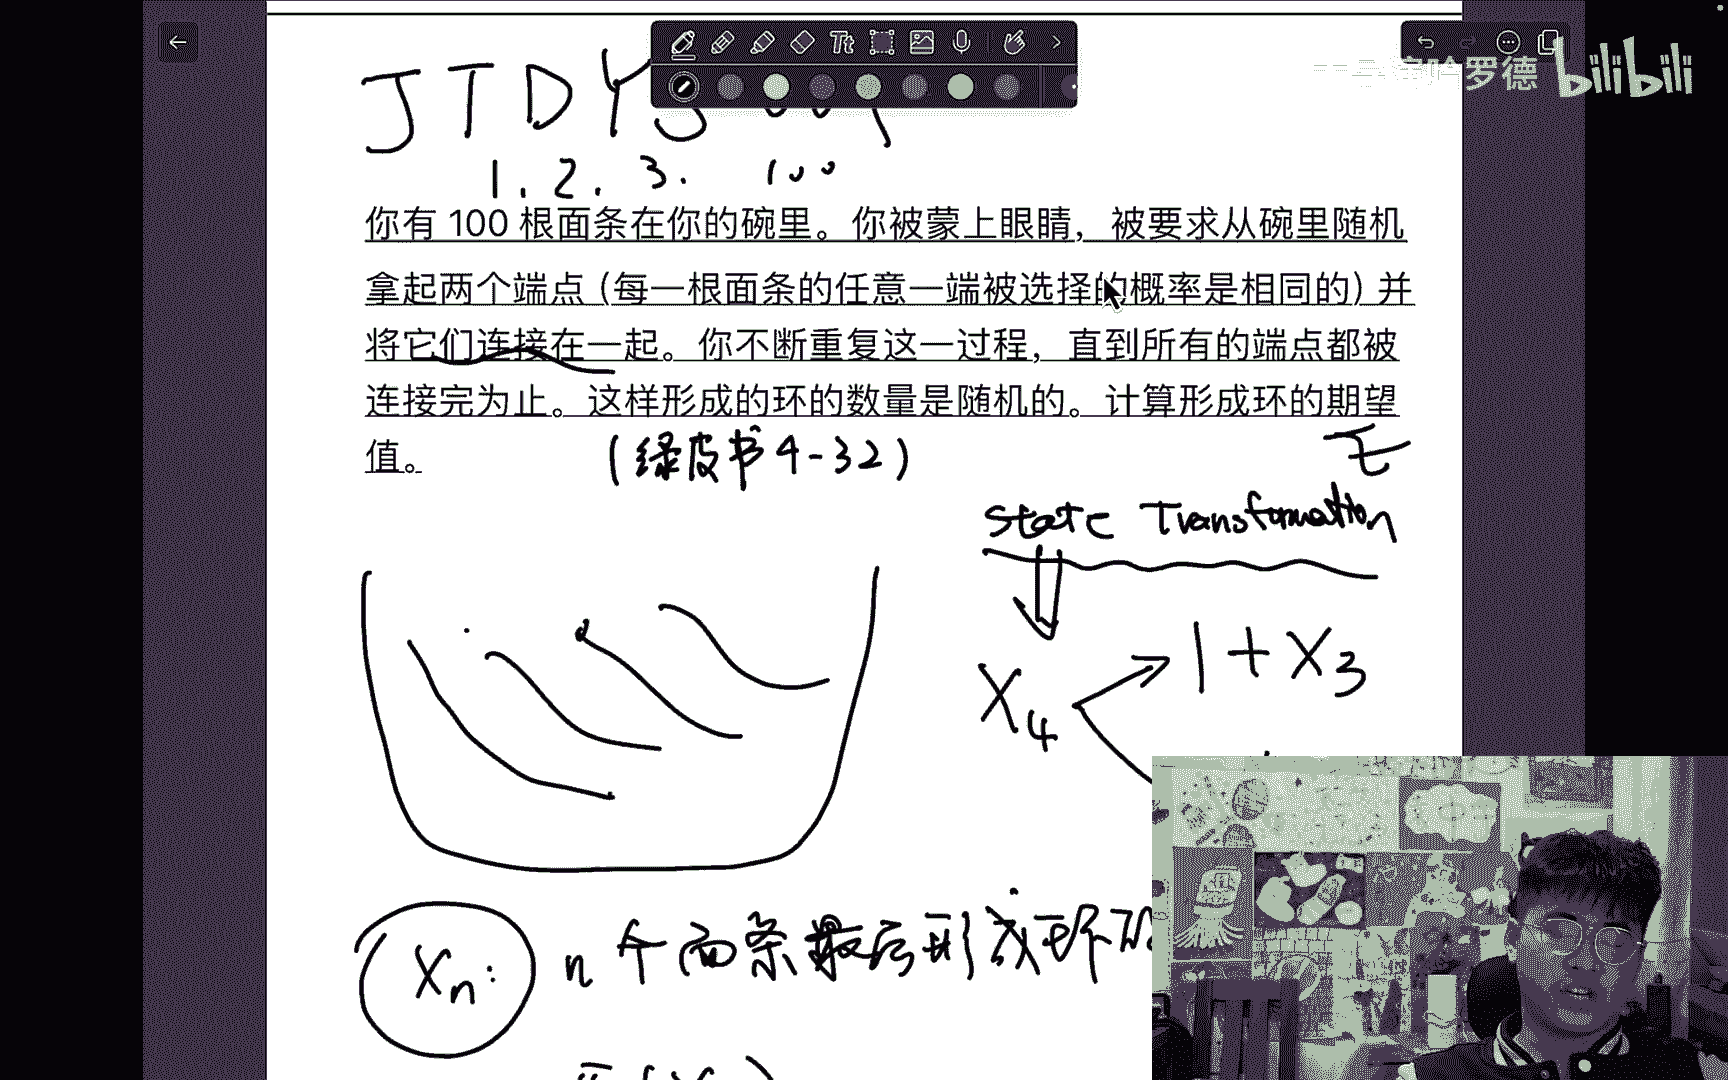 JTDY
哈罗德 bilibili
1. 2. 3. 100
你有 100 根面条在你的碗里。你被蒙上眼睛，被要求从碗里随机
拿起两个端点（每一根面条的任意一端被选择的概率是相同的）并
将它们连接在一起。你不断重复这一过程，直到所有的端点都被
连接完为止。这样形成的环的数量是随机的。计算形成环的期望
值。
(绿皮书4-32)
State Transformation
X4
1+X3
Xn: n个面条最后形成环的